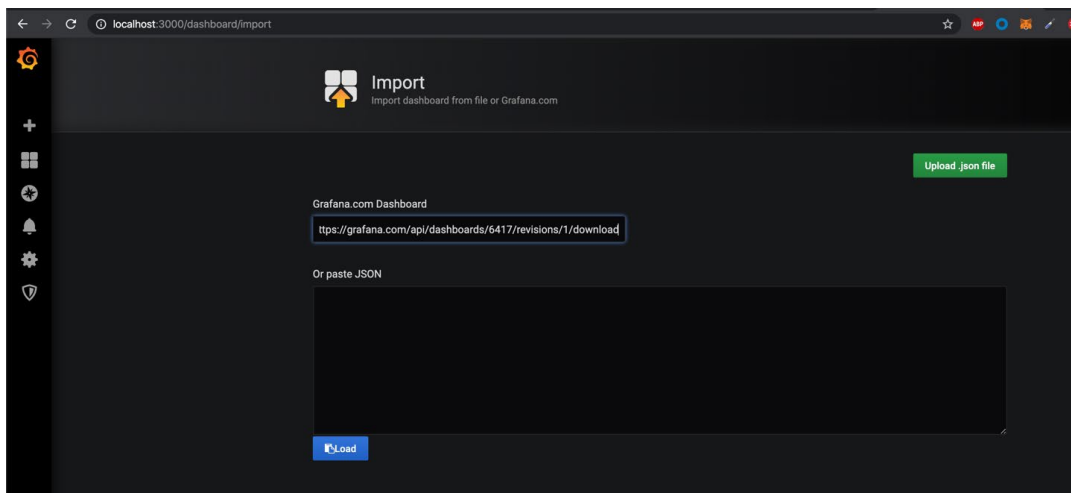 localhost:3000/dashboard/import
ABP
Import
Import dashboard from file or Grafana.com
Upload .json file
Grafana.com Dashboard
ttps://grafana.com/api/dashboards/6417/revisions/1/download
Or paste JSON
Load